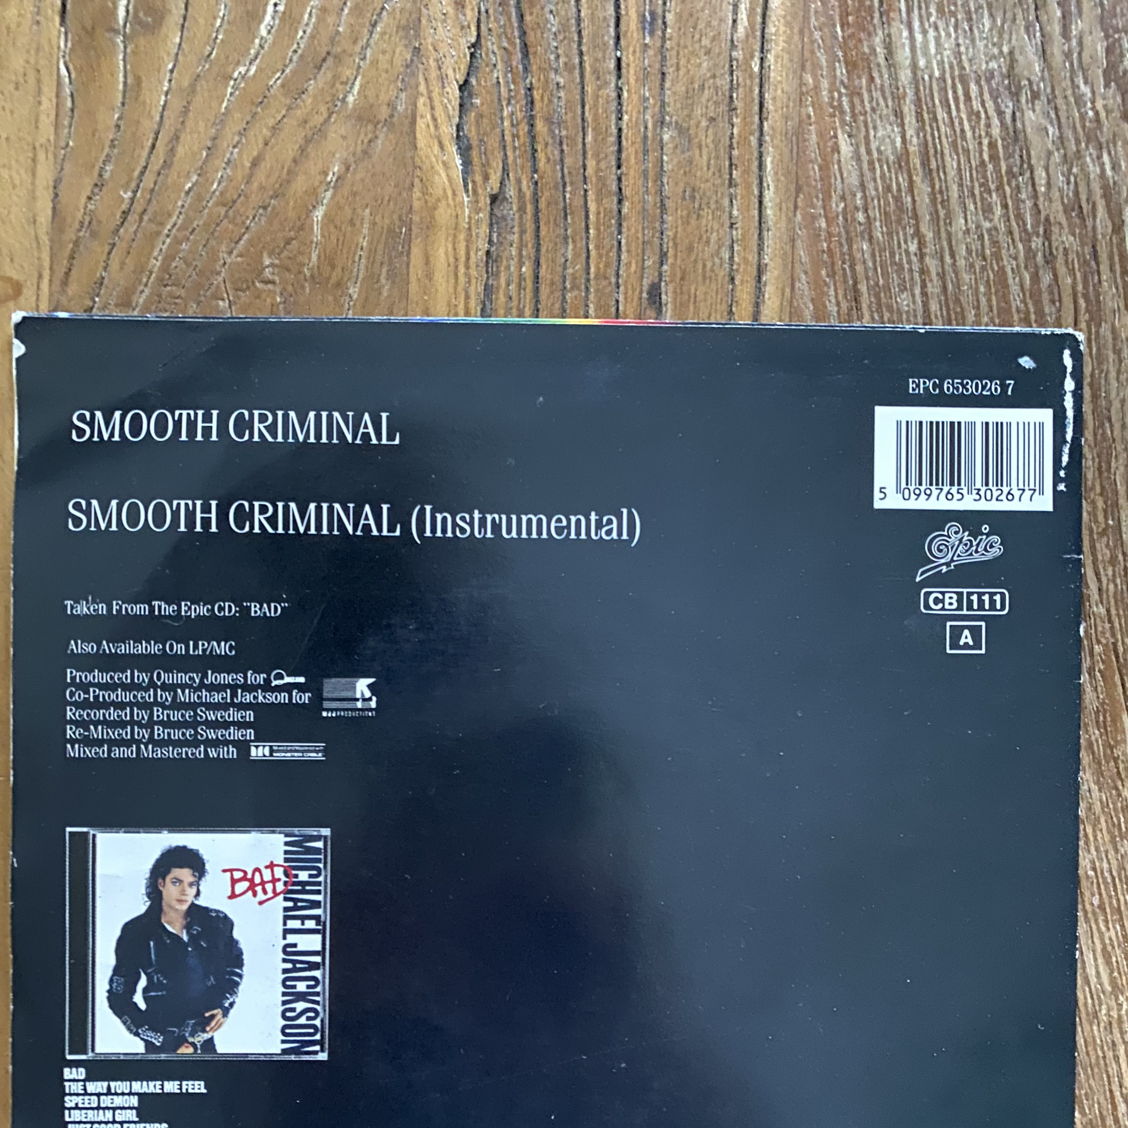 EPC 653026 7
SMOOTH CRIMINAL
5 099765 302677
SMOOTH CRIMINAL (Instrumental)
Epic
CB 111
A
Taken From The Epic CD: "BAD"
Also Available On LP/MC
Produced by Quincy Jones for
Co-Produced by Michael Jackson for
Recorded by Bruce Swedien
Re-Mixed by Bruce Swedien
Mixed and Mastered with
MONSTER CABLE
BAD
MICHAEL JACKSON
BAD
THE WAY YOU MAKE ME FEEL
SPEED DEMON
LIBERIAN GIRL
JUST GOOD FRIENDS